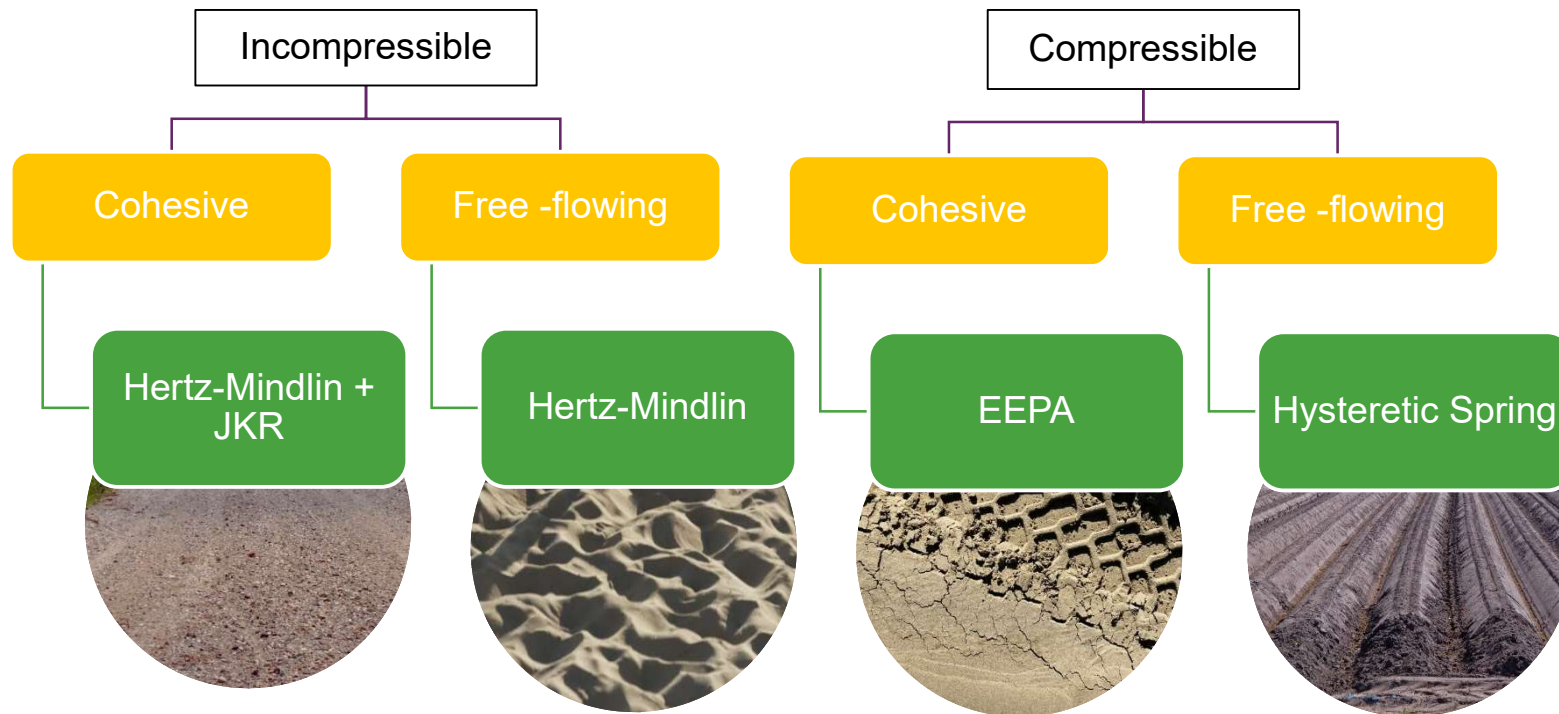 Incompressible
Compressible
Cohesive
Free -flowing
Cohesive
Free -flowing
Hertz-Mindlin +
JKR
Hertz-Mindlin
EEPA
Hysteretic Spring